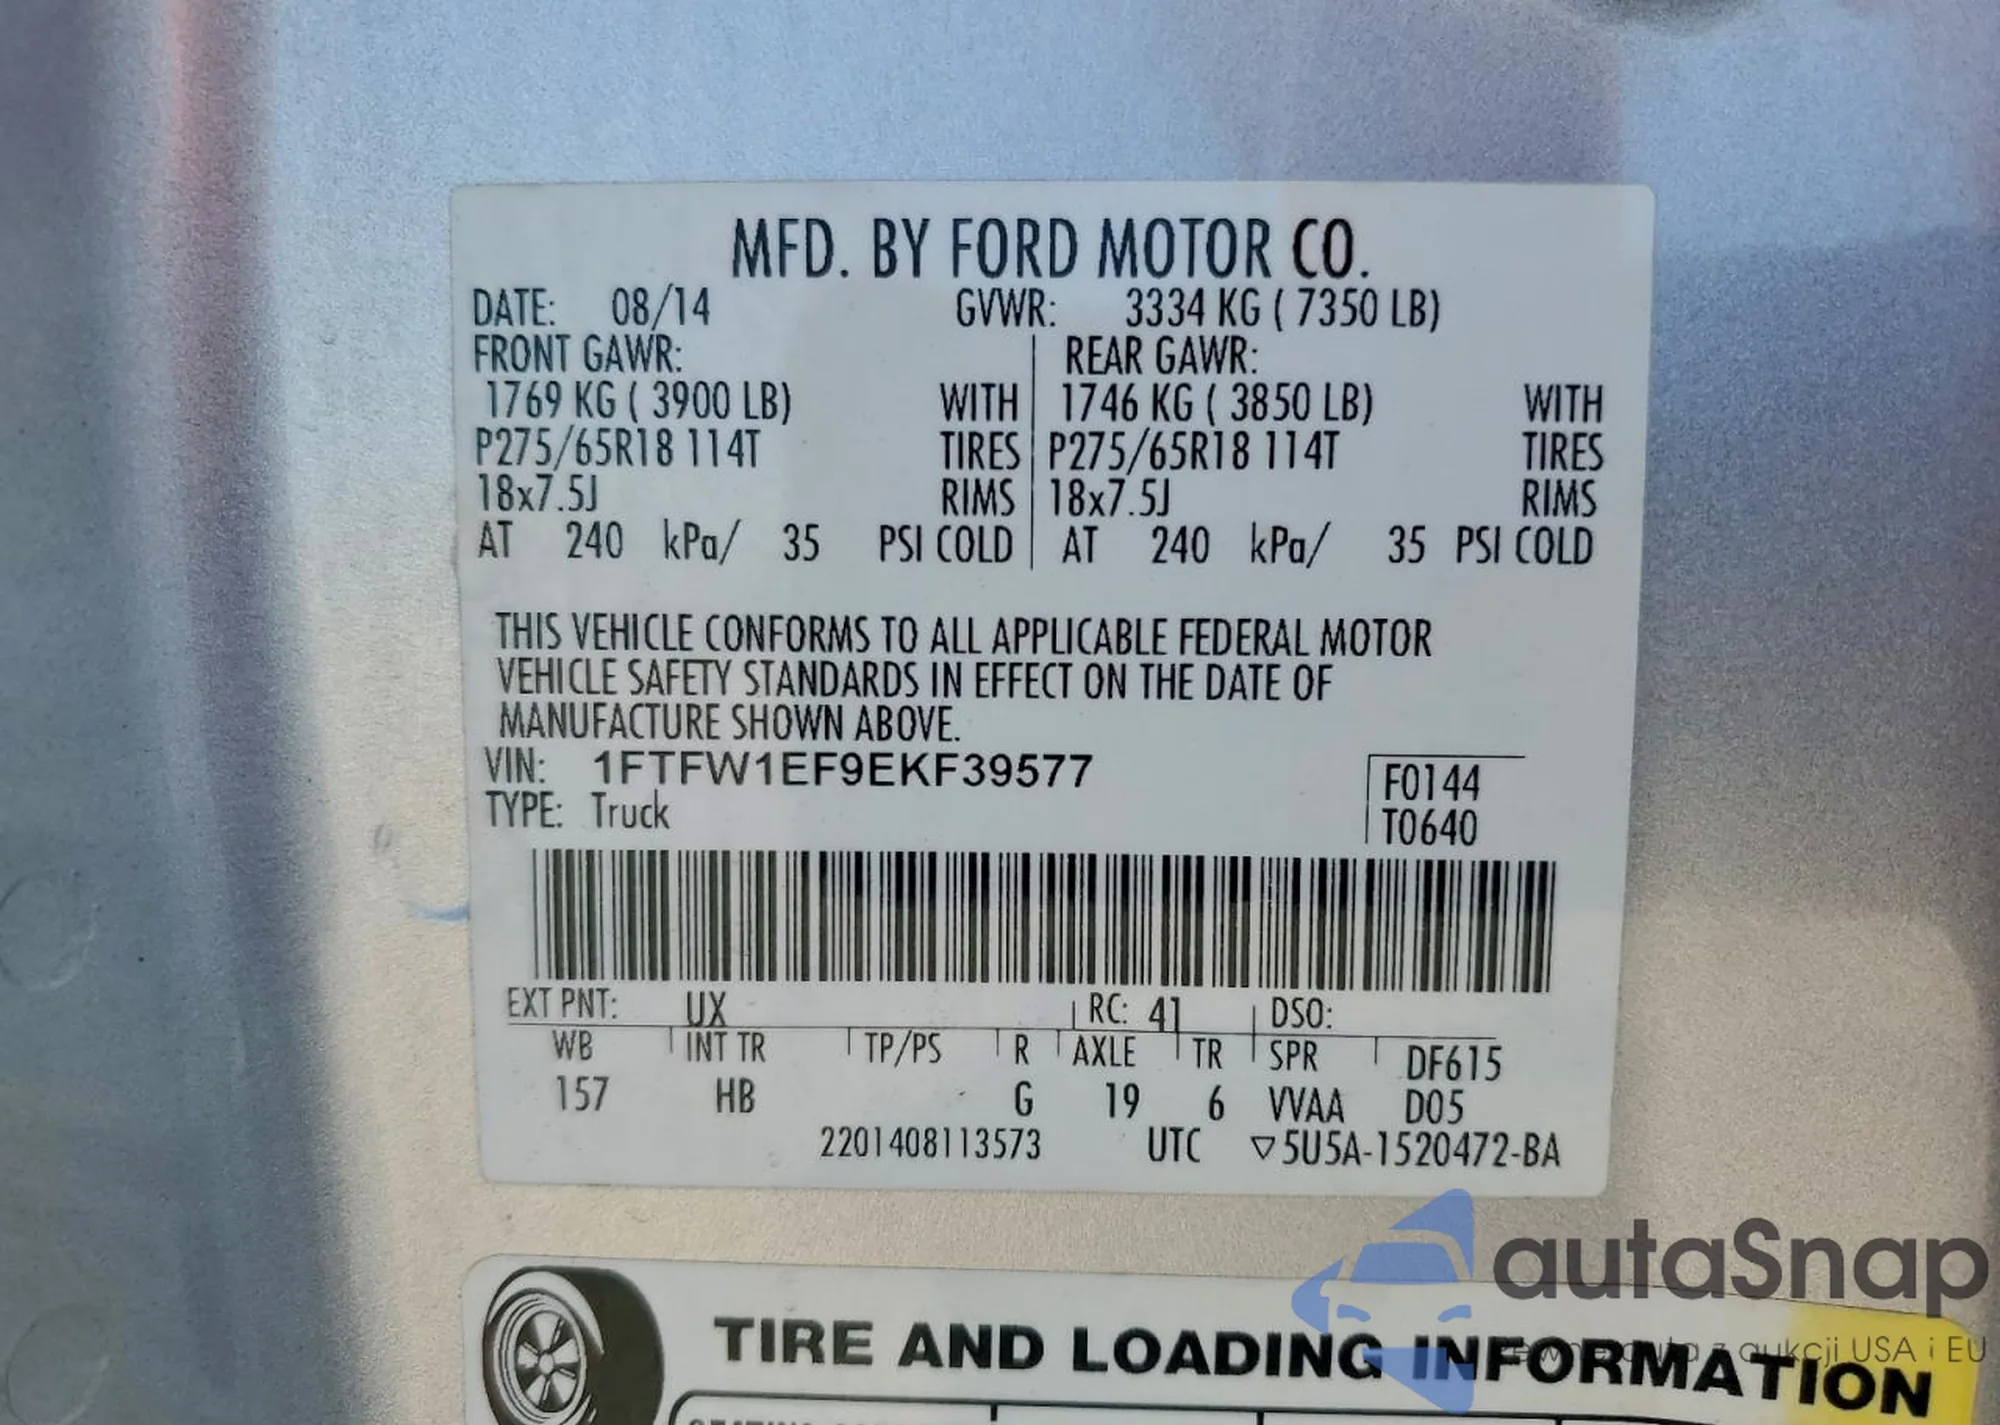 MFD. BY FORD MOTOR CO.
DATE: 08/14 GVWR: 3334 KG ( 7350 LB)
FRONT GAWR: REAR GAWR:
1769 KG ( 3900 LB) WITH 1746 KG ( 3850 LB) WITH
P275/65R18 114T TIRES P275/65R18 114T TIRES
18x7.5J RIMS 18x7.5J RIMS
AT 240 kPa/ 35 PSI COLD AT 240 kPa/ 35 PSI COLD
THIS VEHICLE CONFORMS TO ALL APPLICABLE FEDERAL MOTOR
VEHICLE SAFETY STANDARDS IN EFFECT ON THE DATE OF
MANUFACTURE SHOWN ABOVE.
VIN: 1FTFW1EF9EKF39577 F0144
TYPE: Truck T0640
EXT PNT: UX RC: 41 DSO:
WB INT TR TP/PS R AXLE TR SPR DF615
157 HB G 19 6 VVAA D05
2201408113573 UTC ▽5U5A-1520472-BA
autaSnap
z aukcji USA i EU
TIRE AND LOADING INFORMATION